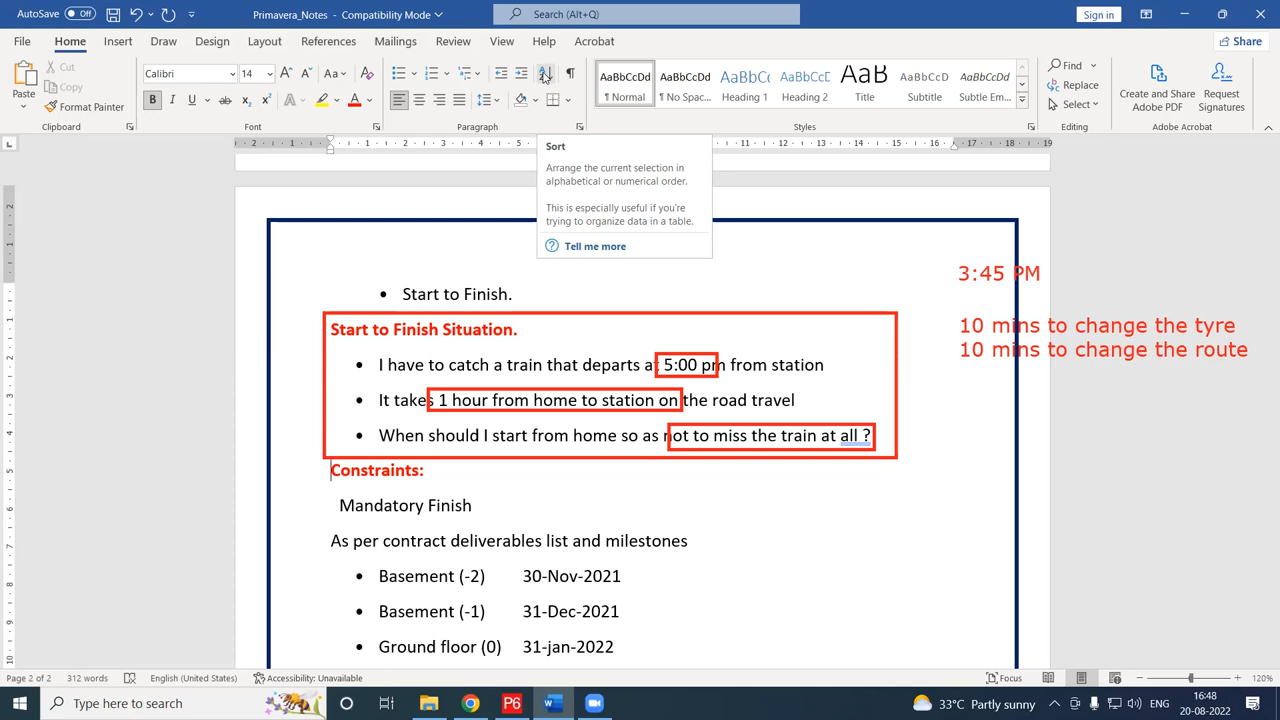 AutoSave Off Primavera_Notes Search (Alt+Q) Sign in
File Home Insert Draw Design Layout References Mailings Review View Help Acrobat Share
Paste Cut Copy Format Painter Clipboard
Calibri 14 Font
Paragraph
AaBbCcDd ¶ Normal AaBbCcDd ¶ No Spac... AaBbCc Heading 1 AaBbCcE Heading 2 AaB Title AaBbCcD Subtitle AaBbCcDd Subtle Em... Styles
Find Replace Select Editing
Create and Share Adobe PDF Request Signatures Adobe Acrobat
Sort
Arrange the current selection in
alphabetical or numerical order.
This is especially useful if you're
trying to organize data in a table.
Tell me more
• Start to Finish.
3:45 PM
10 mins to change the tyre
10 mins to change the route
Start to Finish Situation.
• I have to catch a train that departs at 5:00 pm from station
• It takes 1 hour from home to station on the road travel
• When should I start from home so as not to miss the train at all ?
Constraints:
Mandatory Finish
As per contract deliverables list and milestones
• Basement (-2) 30-Nov-2021
• Basement (-1) 31-Dec-2021
• Ground floor (0) 31-jan-2022
Page 2 of 2 312 words English (United States) Accessibility: Unavailable Focus 120%
Type here to search P6 33°C Partly sunny ENG 16:48
20-08-2022